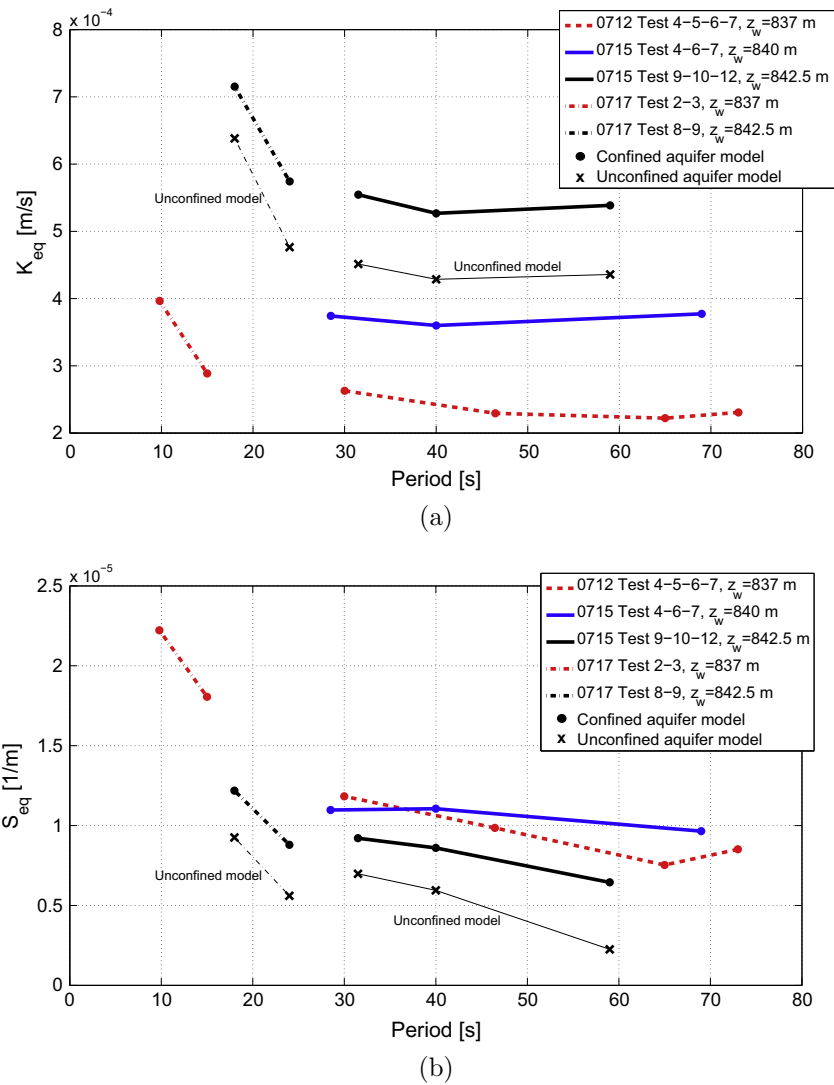 x 10⁻⁴
8
7
6
5
4
3
2
K_eq [m/s]
0 10 20 30 40 50 60 70 80
Period [s]
0712 Test 4−5−6−7, z_w=837 m
0715 Test 4−6−7, z_w=840 m
0715 Test 9−10−12, z_w=842.5 m
0717 Test 2−3, z_w=837 m
0717 Test 8−9, z_w=842.5 m
Confined aquifer model
Unconfined aquifer model
Unconfined model
Unconfined model
(a)
x 10⁻⁵
2.5
2
1.5
1
0.5
0
S_eq [1/m]
0 10 20 30 40 50 60 70 80
Period [s]
0712 Test 4−5−6−7, z_w=837 m
0715 Test 4−6−7, z_w=840 m
0715 Test 9−10−12, z_w=842.5 m
0717 Test 2−3, z_w=837 m
0717 Test 8−9, z_w=842.5 m
Confined aquifer model
Unconfined aquifer model
Unconfined model
Unconfined model
(b)